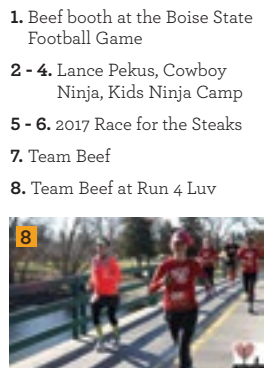 1. Beef booth at the Boise State
Football Game
2 - 4. Lance Pekus, Cowboy
Ninja, Kids Ninja Camp
5 - 6. 2017 Race for the Steaks
7. Team Beef
8. Team Beef at Run 4 Luv
8